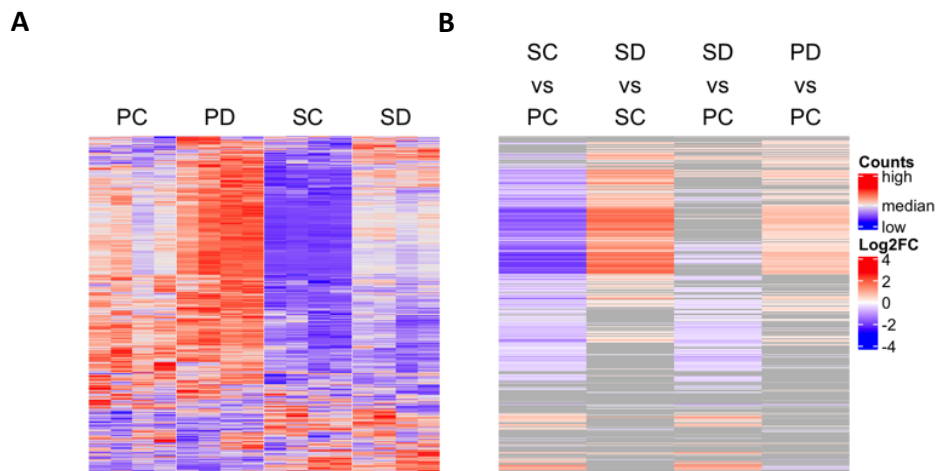 A
B
PC PD SC SD
SC SD SD PD
vs vs vs vs
PC SC PC PC
Counts
high
median
low
Log2FC
4
2
0
-2
-4